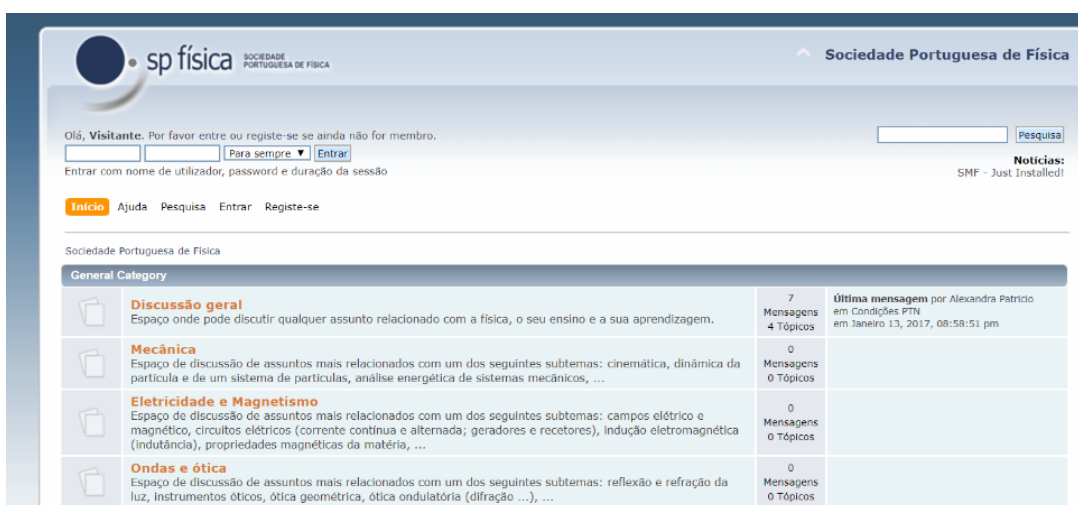 sp física SOCIEDADE
PORTUGUESA DE FÍSICA
Sociedade Portuguesa de Física
Olá, Visitante. Por favor entre ou registe-se se ainda não for membro.
Pesquisa
Para sempre ▼ Entrar
Entrar com nome de utilizador, password e duração da sessão
Notícias:
SMF - Just Installed!
Início Ajuda Pesquisa Entrar Registe-se
Sociedade Portuguesa de Física
General Category
Discussão geral
Espaço onde pode discutir qualquer assunto relacionado com a física, o seu ensino e a sua aprendizagem.
7
Mensagens
4 Tópicos
Última mensagem por Alexandra Patrício
em Condições PTN
em Janeiro 13, 2017, 08:58:51 pm
Mecânica
Espaço de discussão de assuntos mais relacionados com um dos seguintes subtemas: cinemática, dinâmica da
partícula e de um sistema de partículas, análise energética de sistemas mecânicos, ...
0
Mensagens
0 Tópicos
Eletricidade e Magnetismo
Espaço de discussão de assuntos mais relacionados com um dos seguintes subtemas: campos elétrico e
magnético, circuitos elétricos (corrente contínua e alternada; geradores e recetores), indução eletromagnética
(indutância), propriedades magnéticas da matéria, ...
0
Mensagens
0 Tópicos
Ondas e ótica
Espaço de discussão de assuntos mais relacionados com um dos seguintes subtemas: reflexão e refração da
luz, instrumentos óticos, ótica geométrica, ótica ondulatória (difração ...), ...
0
Mensagens
0 Tópicos